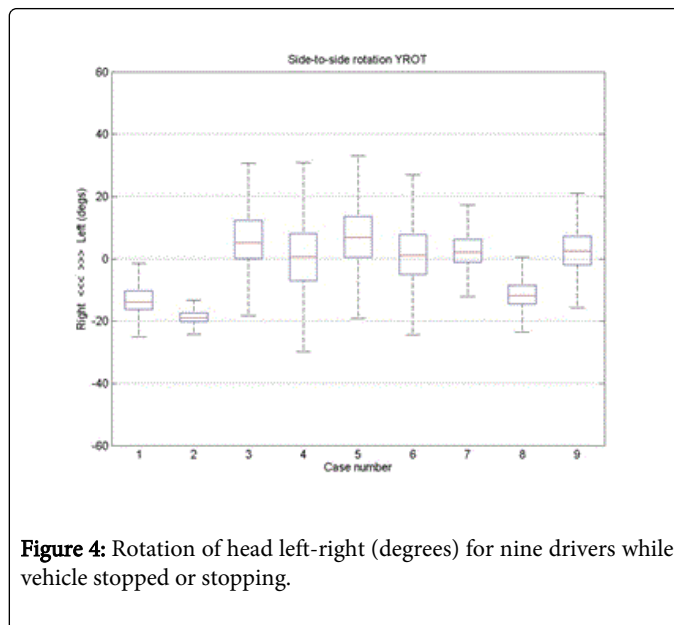 Side-to-side rotation YROT
60
40
20
0
-20
-40
-60
Right <<< >>> Left (degs)
1 2 3 4 5 6 7 8 9
Case number
Figure 4: Rotation of head left-right (degrees) for nine drivers while
vehicle stopped or stopping.